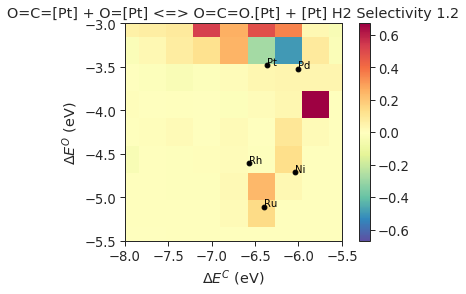 O=C=[Pt] + O=[Pt] <=> O=C=O.[Pt] + [Pt] H2 Selectivity 1.2
−3.0
−3.5
−4.0
−4.5
−5.0
−5.5
ΔE^O (eV)
Pt
Pd
Rh
Ni
Ru
−8.0 −7.5 −7.0 −6.5 −6.0 −5.5
ΔE^C (eV)
0.6
0.4
0.2
0.0
−0.2
−0.4
−0.6